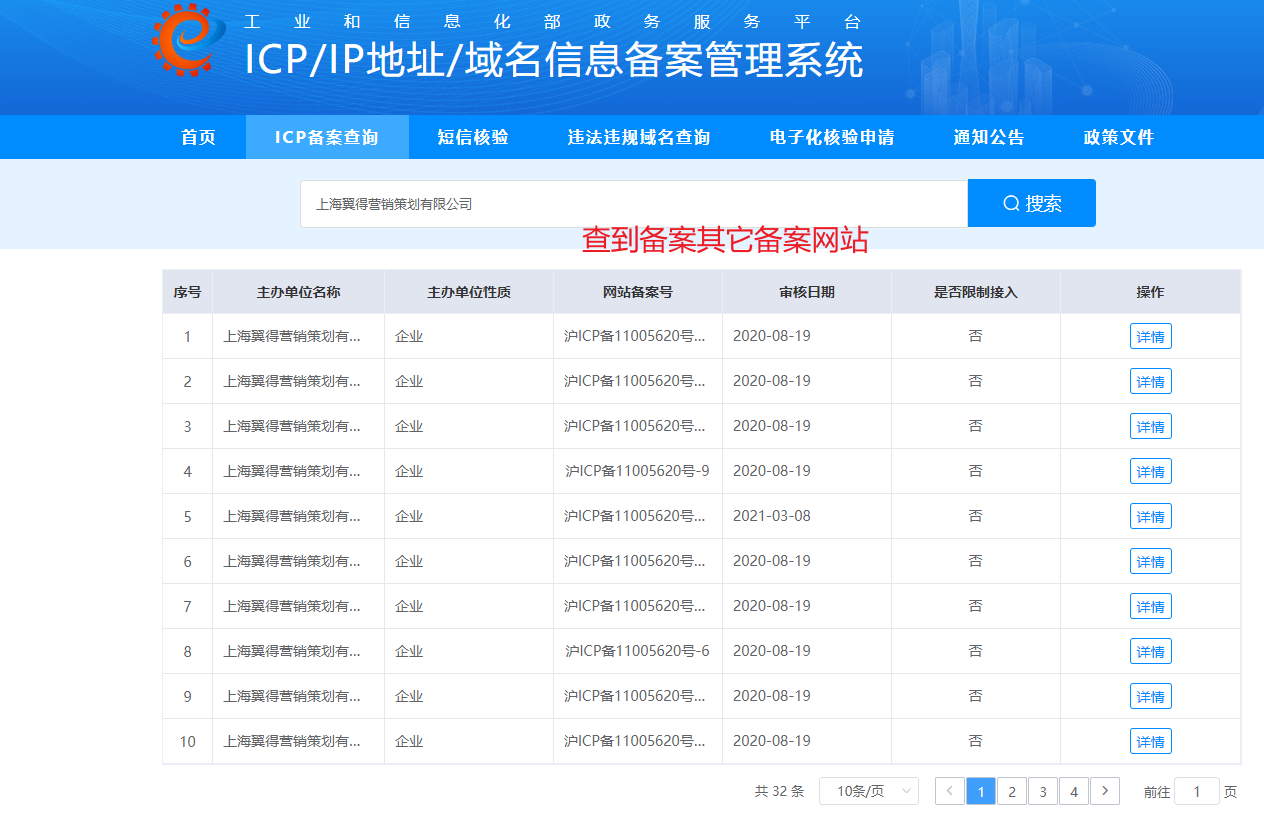 工业和信息化部政务服务平台
ICP/IP地址/域名信息备案管理系统
首页 ICP备案查询 短信核验 违法违规域名查询 电子化核验申请 通知公告 政策文件
上海翼得营销策划有限公司 搜索
查到备案其它备案网站
序号 主办单位名称 主办单位性质 网站备案号 审核日期 是否限制接入 操作
1 上海翼得营销策划有... 企业 沪ICP备11005620号... 2020-08-19 否 详情
2 上海翼得营销策划有... 企业 沪ICP备11005620号... 2020-08-19 否 详情
3 上海翼得营销策划有... 企业 沪ICP备11005620号... 2020-08-19 否 详情
4 上海翼得营销策划有... 企业 沪ICP备11005620号-9 2020-08-19 否 详情
5 上海翼得营销策划有... 企业 沪ICP备11005620号... 2021-03-08 否 详情
6 上海翼得营销策划有... 企业 沪ICP备11005620号... 2020-08-19 否 详情
7 上海翼得营销策划有... 企业 沪ICP备11005620号... 2020-08-19 否 详情
8 上海翼得营销策划有... 企业 沪ICP备11005620号-6 2020-08-19 否 详情
9 上海翼得营销策划有... 企业 沪ICP备11005620号... 2020-08-19 否 详情
10 上海翼得营销策划有... 企业 沪ICP备11005620号... 2020-08-19 否 详情
共 32 条 10条/页 < 1 2 3 4 > 前往 1 页